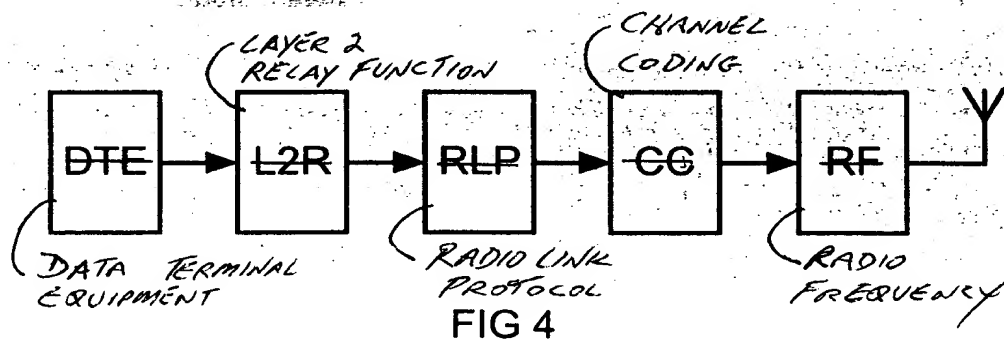 LAYER 2
RELAY FUNCTION
CHANNEL
CODING
DTE
L2R
RLP
CC
RF
DATA TERMINAL
EQUIPMENT
RADIO LINK
PROTOCOL
RADIO
FREQUENCY
FIG 4